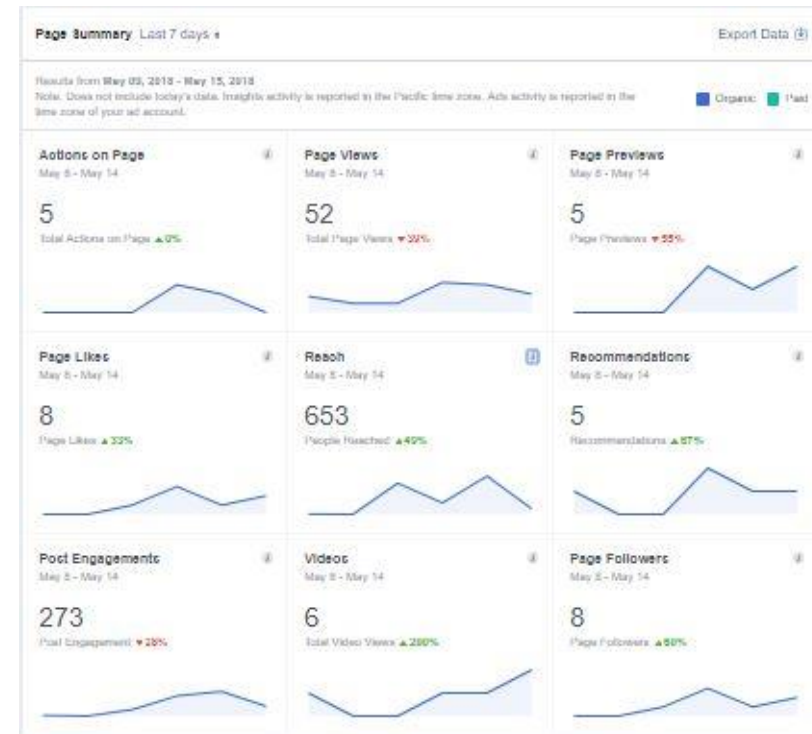 Page Summary Last 7 days
Export Data
Results from May 09, 2018 - May 15, 2018
Note. Does not include today's data. Insights activity is reported in the Pacific time zone. Ads activity is reported in the
time zone of your ad account.
Organic Paid
Actions on Page
May 8 - May 14
5
Total Actions on Page ▲0%
Page Views
May 8 - May 14
52
Total Page Views ▼39%
Page Previews
May 8 - May 14
5
Page Previews ▼55%
Page Likes
May 8 - May 14
8
Page Likes ▲33%
Reach
May 8 - May 14
653
People Reached ▲49%
Recommendations
May 8 - May 14
5
Recommendations ▲67%
Post Engagements
May 8 - May 14
273
Post Engagement ▼28%
Videos
May 8 - May 14
6
Total Video Views ▲200%
Page Followers
May 8 - May 14
8
Page Followers ▲60%